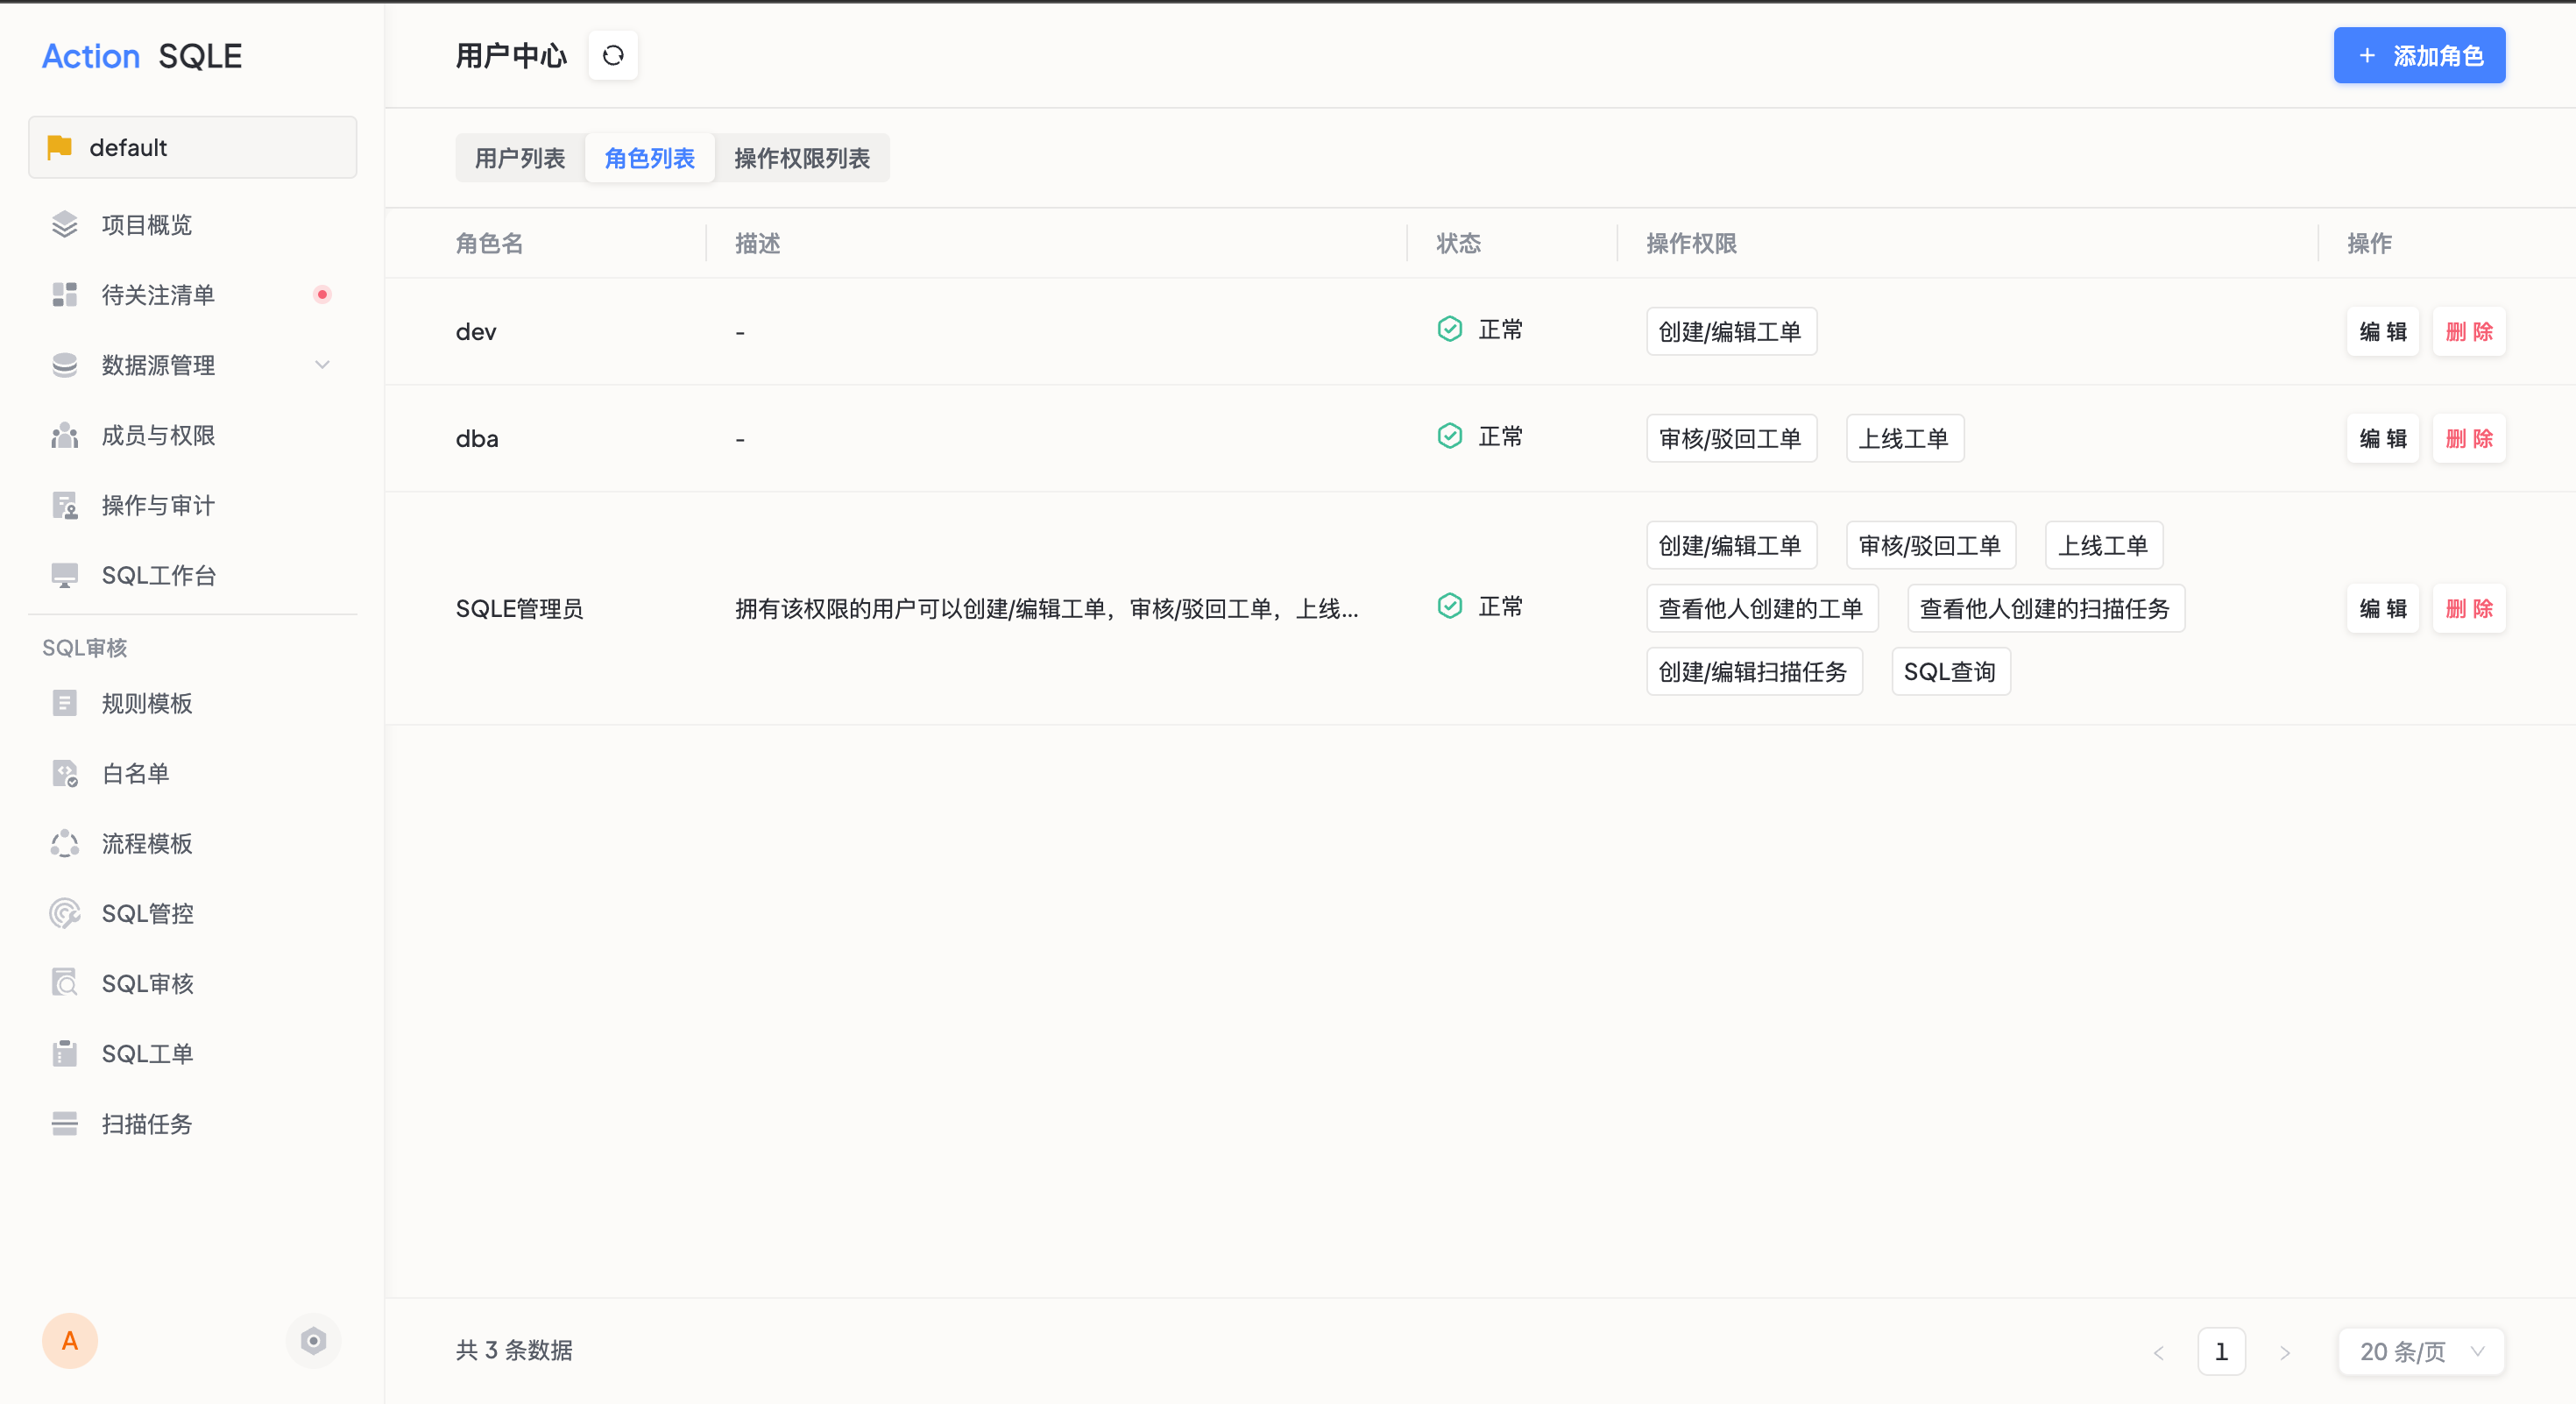 Action SQLE
default
项目概览
待关注清单
数据源管理
成员与权限
操作与审计
SQL工作台
SQL审核
规则模板
白名单
流程模板
SQL管控
SQL审核
SQL工单
扫描任务
A
用户中心
添加角色
用户列表 角色列表 操作权限列表
角色名 描述 状态 操作权限 操作
dev - 正常 创建/编辑工单 编 辑 删 除
dba - 正常 审核/驳回工单 上线工单 编 辑 删 除
创建/编辑工单 审核/驳回工单 上线工单
SQLE管理员 拥有该权限的用户可以创建/编辑工单，审核/驳回工单，上线... 正常 查看他人创建的工单 查看他人创建的扫描任务 编 辑 删 除
创建/编辑扫描任务 SQL查询
共 3 条数据 < 1 > 20 条/页